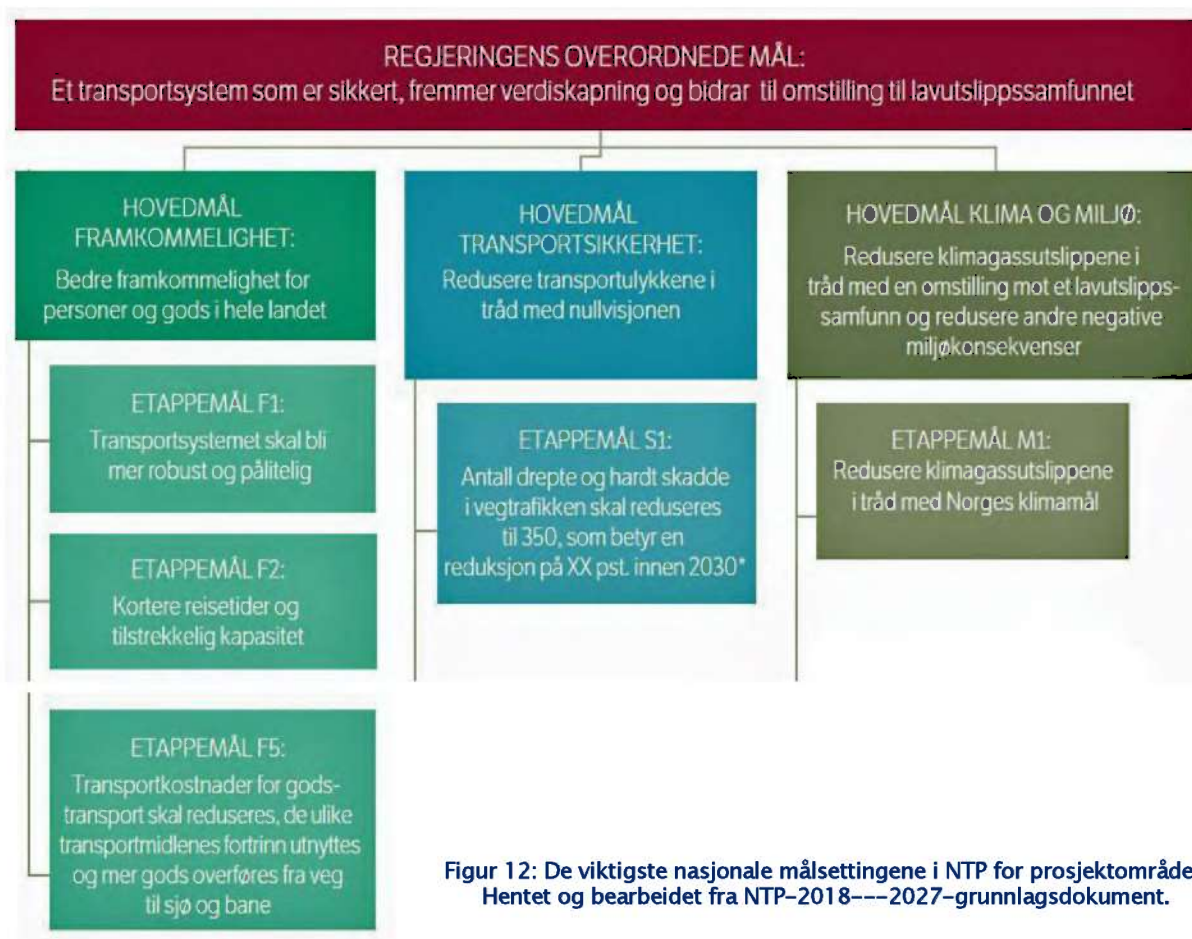 REGJERINGENS OVERORDNEDE MÅL:
Et transportsystem som er sikkert, fremmer verdiskapning og bidrar til omstilling til lavutslippssamfunnet
HOVEDMÅL
FRAMKOMMELIGHET:
Bedre framkommelighet for
personer og gods i hele landet
ETAPPEMÅL F1:
Transportsystemet skal bli
mer robust og pålitelig
ETAPPEMÅL F2:
Kortere reisetider og
tilstrekkelig kapasitet
ETAPPEMÅL F5:
Transportkostnader for gods-
transport skal reduseres, de ulike
transportmidlenes fortrinn utnyttes
og mer gods overføres fra veg
til sjø og bane
HOVEDMÅL
TRANSPORTSIKKERHET:
Redusere transportulykkene i
tråd med nullvisjonen
ETAPPEMÅL S1:
Antall drepte og hardt skadde
i vegtrafikken skal reduseres
til 350, som betyr en
reduksjon på XX pst. innen 2030*
HOVEDMÅL KLIMA OG MILJØ:
Redusere klimagassutslippene i
tråd med en omstilling mot et lavutslipps-
samfunn og redusere andre negative
miljøkonsekvenser
ETAPPEMÅL M1:
Redusere klimagassutslippene
i tråd med Norges klimamål
Figur 12: De viktigste nasjonale målsettingene i NTP for prosjektområde
Hentet og bearbeidet fra NTP-2018---2027-grunnlagsdokument.